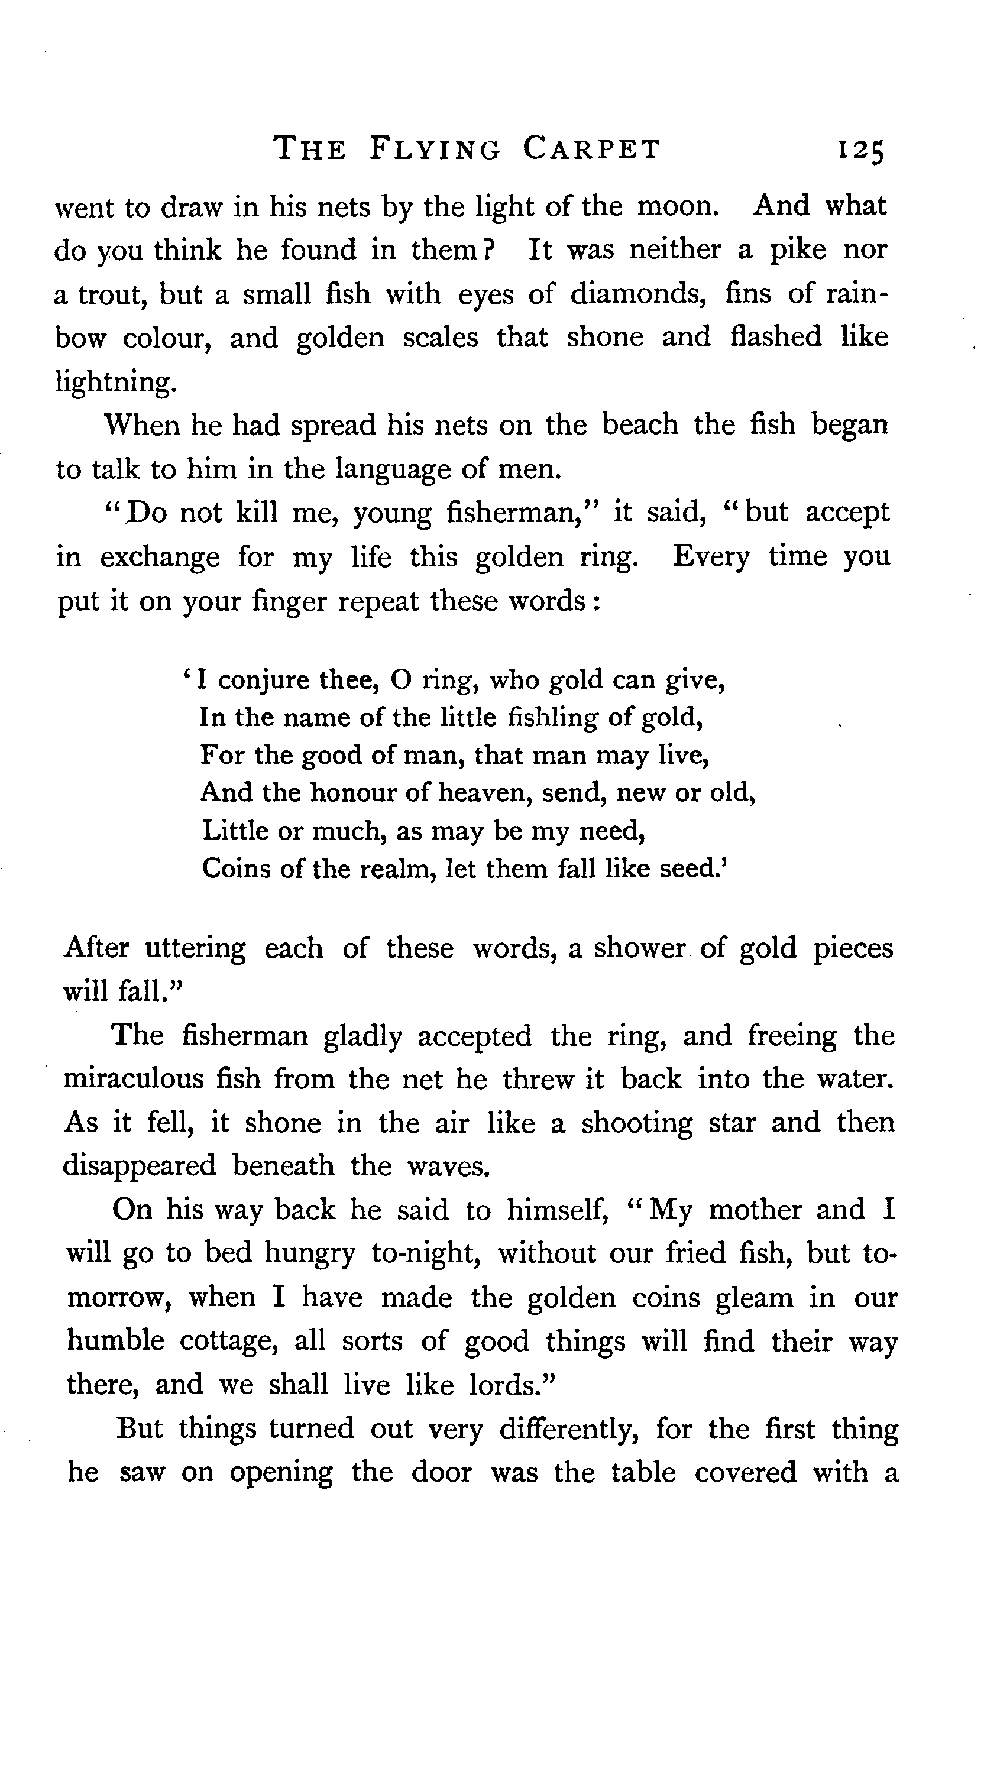 THE FLYING CARPET 125
went to draw in his nets by the light of the moon. And what
do you think he found in them? It was neither a pike nor
a trout, but a small fish with eyes of diamonds, fins of rain-
bow colour, and golden scales that shone and flashed like
lightning.
When he had spread his nets on the beach the fish began
to talk to him in the language of men.
"Do not kill me, young fisherman," it said, "but accept
in exchange for my life this golden ring. Every time you
put it on your finger repeat these words:
'I conjure thee, O ring, who gold can give,
In the name of the little fishling of gold,
For the good of man, that man may live,
And the honour of heaven, send, new or old,
Little or much, as may be my need,
Coins of the realm, let them fall like seed.'
After uttering each of these words, a shower of gold pieces
will fall."
The fisherman gladly accepted the ring, and freeing the
miraculous fish from the net he threw it back into the water.
As it fell, it shone in the air like a shooting star and then
disappeared beneath the waves.
On his way back he said to himself, "My mother and I
will go to bed hungry to-night, without our fried fish, but to-
morrow, when I have made the golden coins gleam in our
humble cottage, all sorts of good things will find their way
there, and we shall live like lords."
But things turned out very differently, for the first thing
he saw on opening the door was the table covered with a